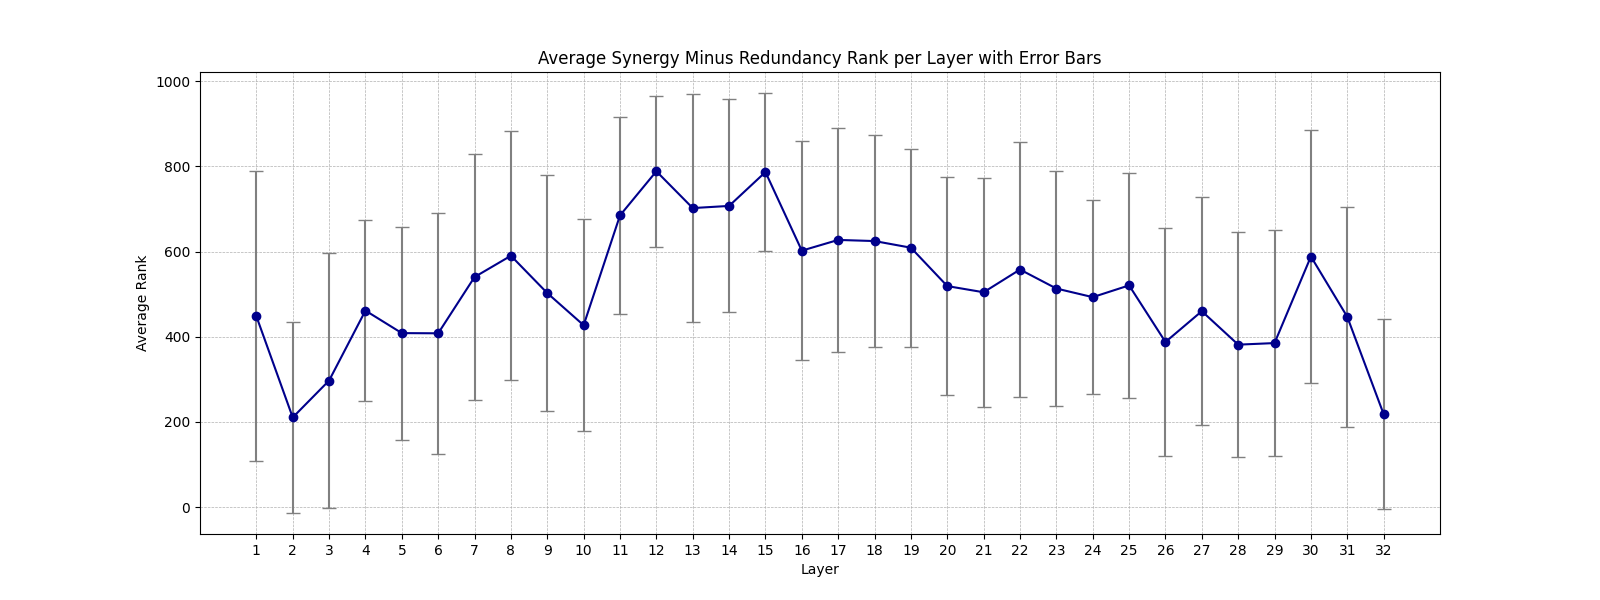 Average Synergy Minus Redundancy Rank per Layer with Error Bars
Average Rank
1000
800
600
400
200
0
1 2 3 4 5 6 7 8 9 10 11 12 13 14 15 16 17 18 19 20 21 22 23 24 25 26 27 28 29 30 31 32
Layer